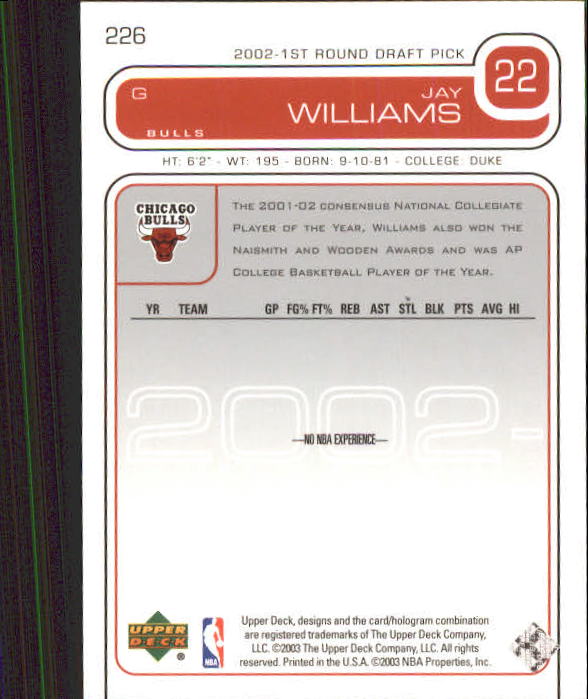 226
2002-1ST ROUND DRAFT PICK
22
G
JAY
WILLIAMS
BULLS
HT: 6'2" - WT: 195 - BORN: 9-10-81 - COLLEGE: DUKE
CHICAGO
BULLS
THE 2001-02 CONSENSUS NATIONAL COLLEGIATE
PLAYER OF THE YEAR, WILLIAMS ALSO WON THE
NAISMITH AND WOODEN AWARDS AND WAS AP
COLLEGE BASKETBALL PLAYER OF THE YEAR.
YR TEAM GP FG% FT% REB AST STL BLK PTS AVG HI
2002-
—NO NBA EXPERIENCE—
UPPER
DECK
®
NBA
Upper Deck, designs and the card/hologram combination
are registered trademarks of The Upper Deck Company,
LLC. ©2003 The Upper Deck Company, LLC. All rights
reserved. Printed in the U.S.A. ©2003 NBA Properties, Inc.